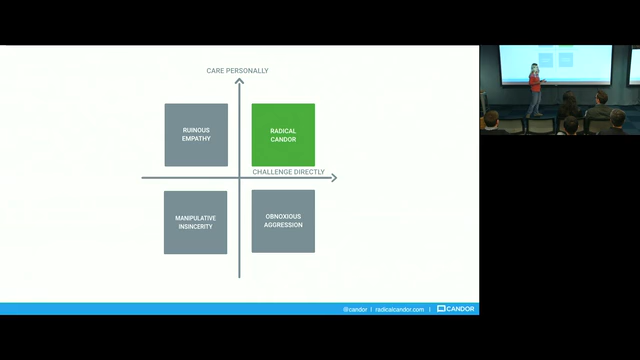 CARE PERSONALLY
RUINOUS
EMPATHY
RADICAL
CANDOR
CHALLENGE DIRECTLY
MANIPULATIVE
INSINCERITY
OBNOXIOUS
AGGRESSION
@candor | radicalcandor.com | CANDOR